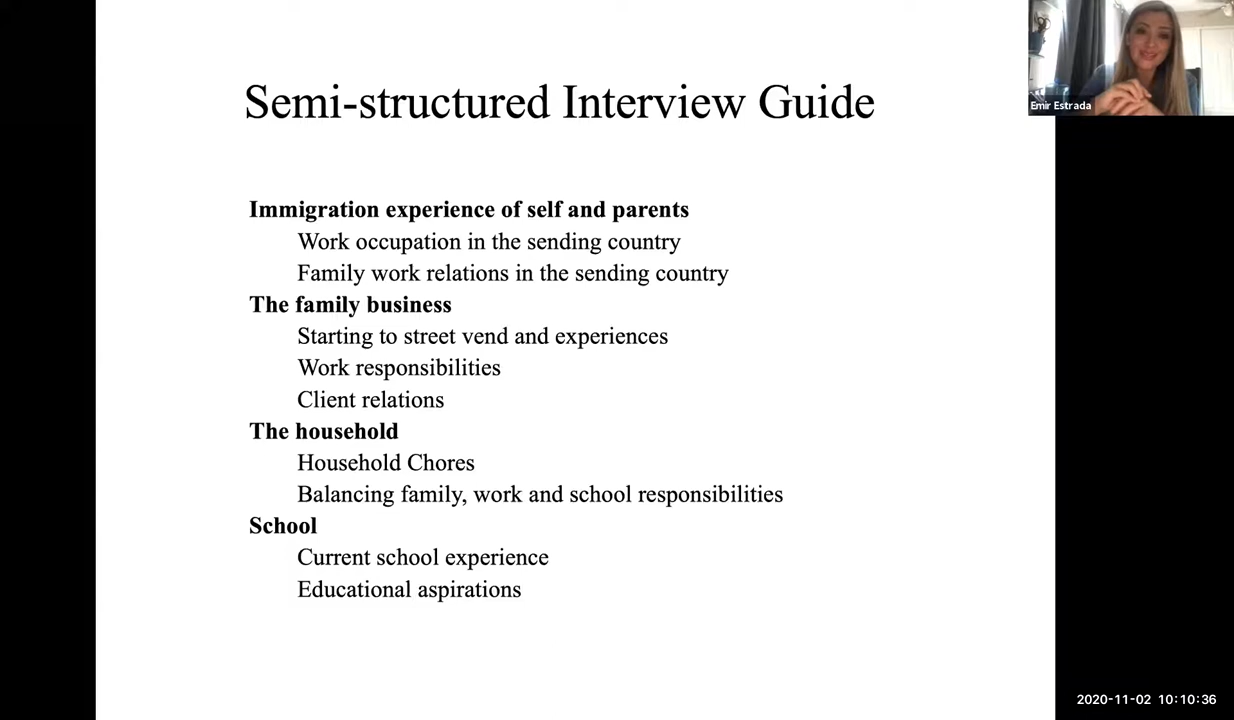 Semi-structured Interview Guide
Emir Estrada
Immigration experience of self and parents
Work occupation in the sending country
Family work relations in the sending country
The family business
Starting to street vend and experiences
Work responsibilities
Client relations
The household
Household Chores
Balancing family, work and school responsibilities
School
Current school experience
Educational aspirations
2020-11-02 10:10:36